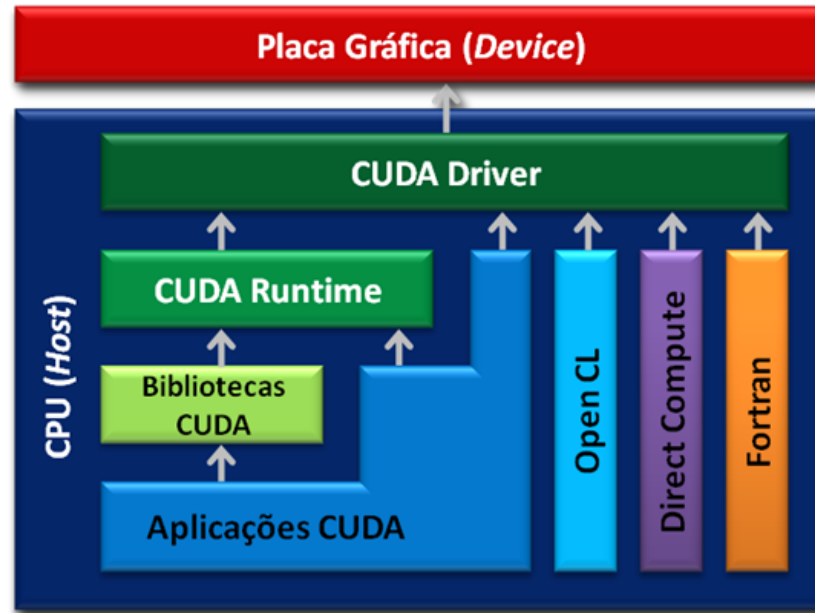 Placa Gráfica (Device)
CUDA Driver
CPU (Host)
CUDA Runtime
Bibliotecas
CUDA
Aplicações CUDA
Open CL
Direct Compute
Fortran